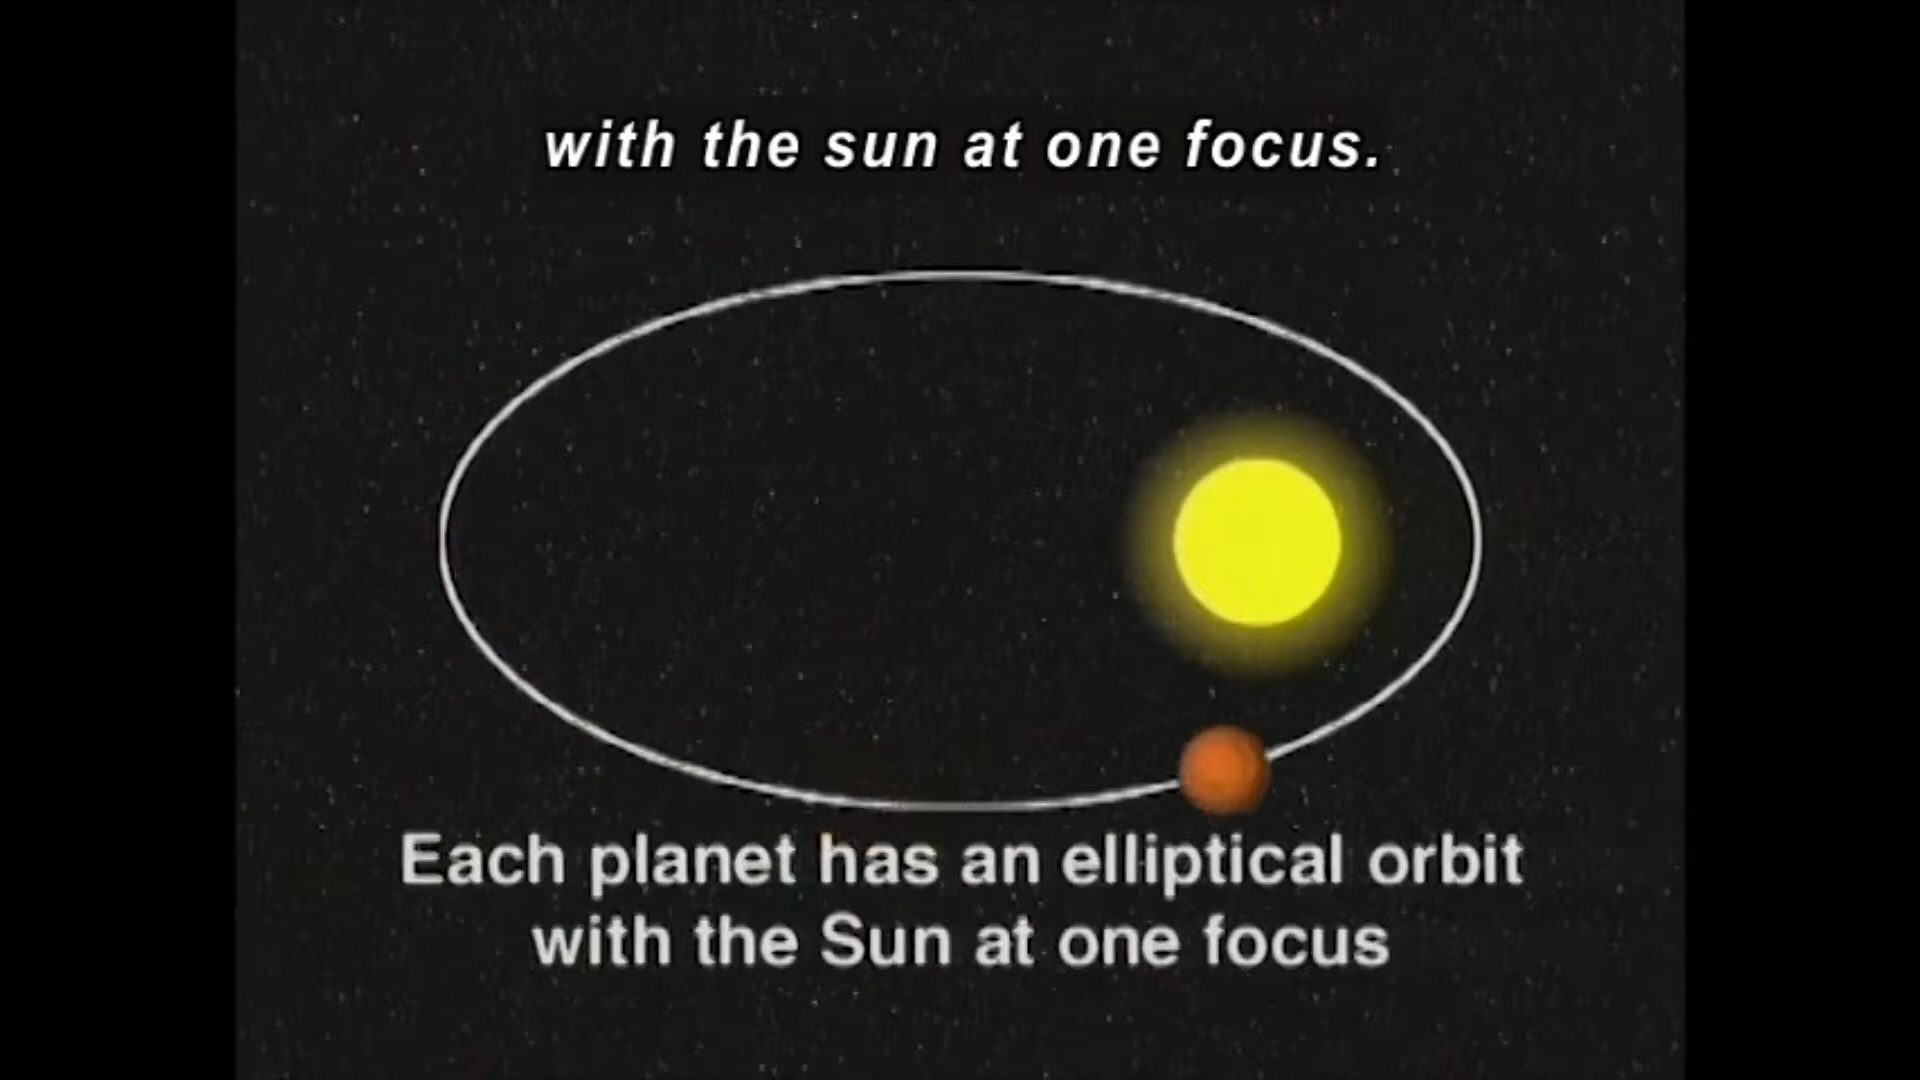 with the sun at one focus.
Each planet has an elliptical orbit
with the Sun at one focus